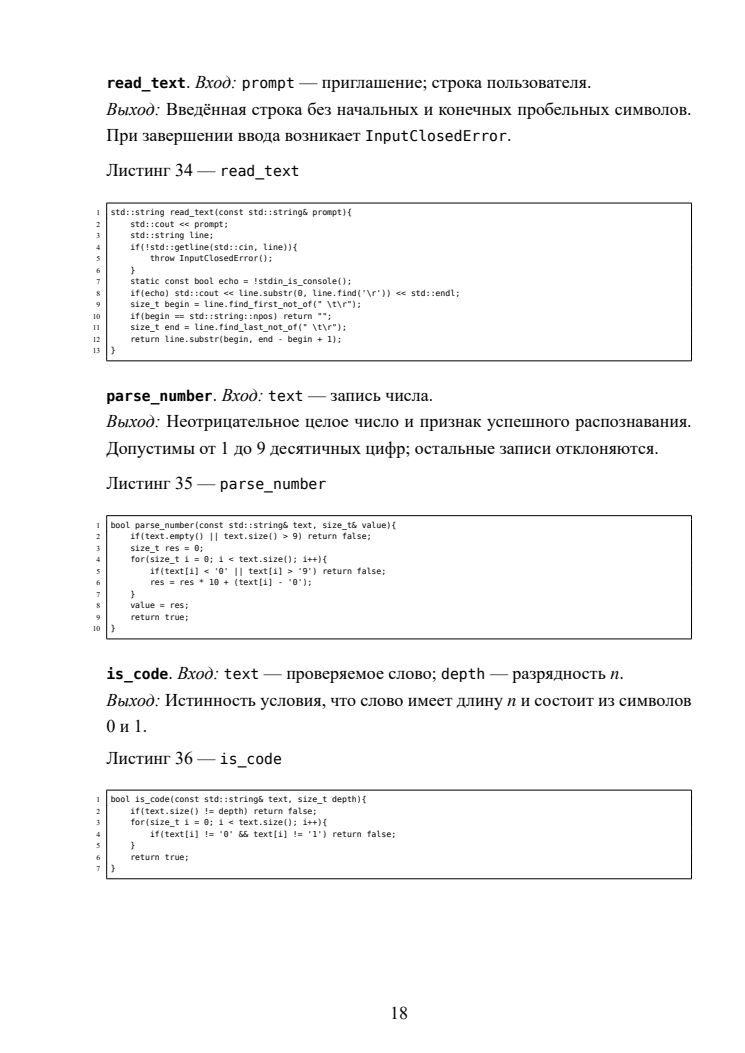 read_text. Вход: prompt — приглашение; строка пользователя.
Выход: Введённая строка без начальных и конечных пробельных символов.
При завершении ввода возникает InputClosedError.
Листинг 34 — read_text
1 std::string read_text(const std::string& prompt){
2     std::cout << prompt;
3     std::string line;
4     if(!std::getline(std::cin, line)){
5         throw InputClosedError();
6     }
7     static const bool echo = !stdin_is_console();
8     if(echo) std::cout << line.substr(0, line.find('\r')) << std::endl;
9     size_t begin = line.find_first_not_of(" \t\r");
10     if(begin == std::string::npos) return "";
11     size_t end = line.find_last_not_of(" \t\r");
12     return line.substr(begin, end - begin + 1);
13 }
parse_number. Вход: text — запись числа.
Выход: Неотрицательное целое число и признак успешного распознавания.
Допустимы от 1 до 9 десятичных цифр; остальные записи отклоняются.
Листинг 35 — parse_number
1 bool parse_number(const std::string& text, size_t& value){
2     if(text.empty() || text.size() > 9) return false;
3     size_t res = 0;
4     for(size_t i = 0; i < text.size(); i++){
5         if(text[i] < '0' || text[i] > '9') return false;
6         res = res * 10 + (text[i] - '0');
7     }
8     value = res;
9     return true;
10 }
is_code. Вход: text — проверяемое слово; depth — разрядность n.
Выход: Истинность условия, что слово имеет длину n и состоит из символов
0 и 1.
Листинг 36 — is_code
1 bool is_code(const std::string& text, size_t depth){
2     if(text.size() != depth) return false;
3     for(size_t i = 0; i < text.size(); i++){
4         if(text[i] != '0' && text[i] != '1') return false;
5     }
6     return true;
7 }
18